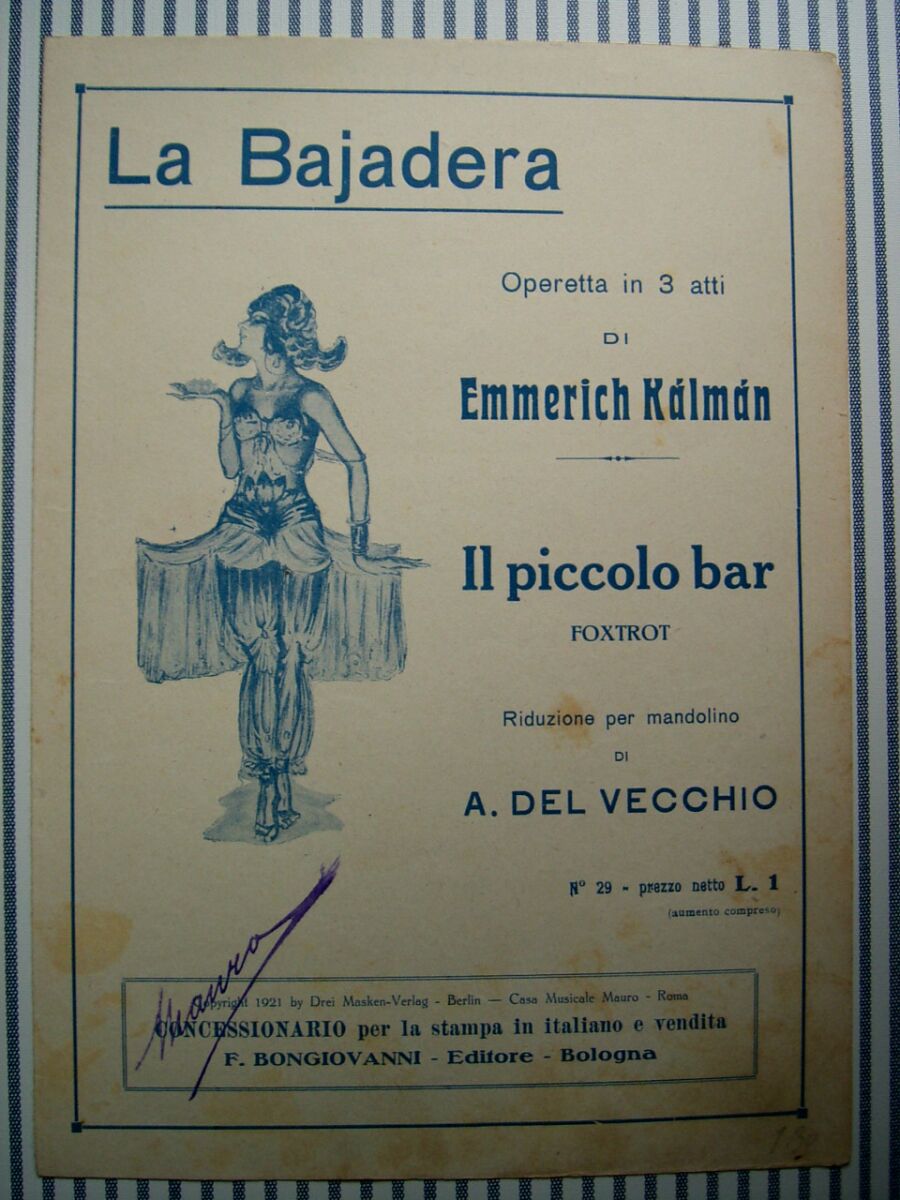 La Bajadera
Operetta in 3 atti
DI
Emmerich Kálmán
Il piccolo bar
FOXTROT
Riduzione per mandolino
DI
A. DEL VECCHIO
Nº 29 - prezzo netto L. 1
(aumento compreso)
Mauro
Copyright 1921 by Drei Masken-Verlag - Berlin — Casa Musicale Mauro - Roma
CONCESSIONARIO per la stampa in italiano e vendita
F. BONGIOVANNI - Editore - Bologna